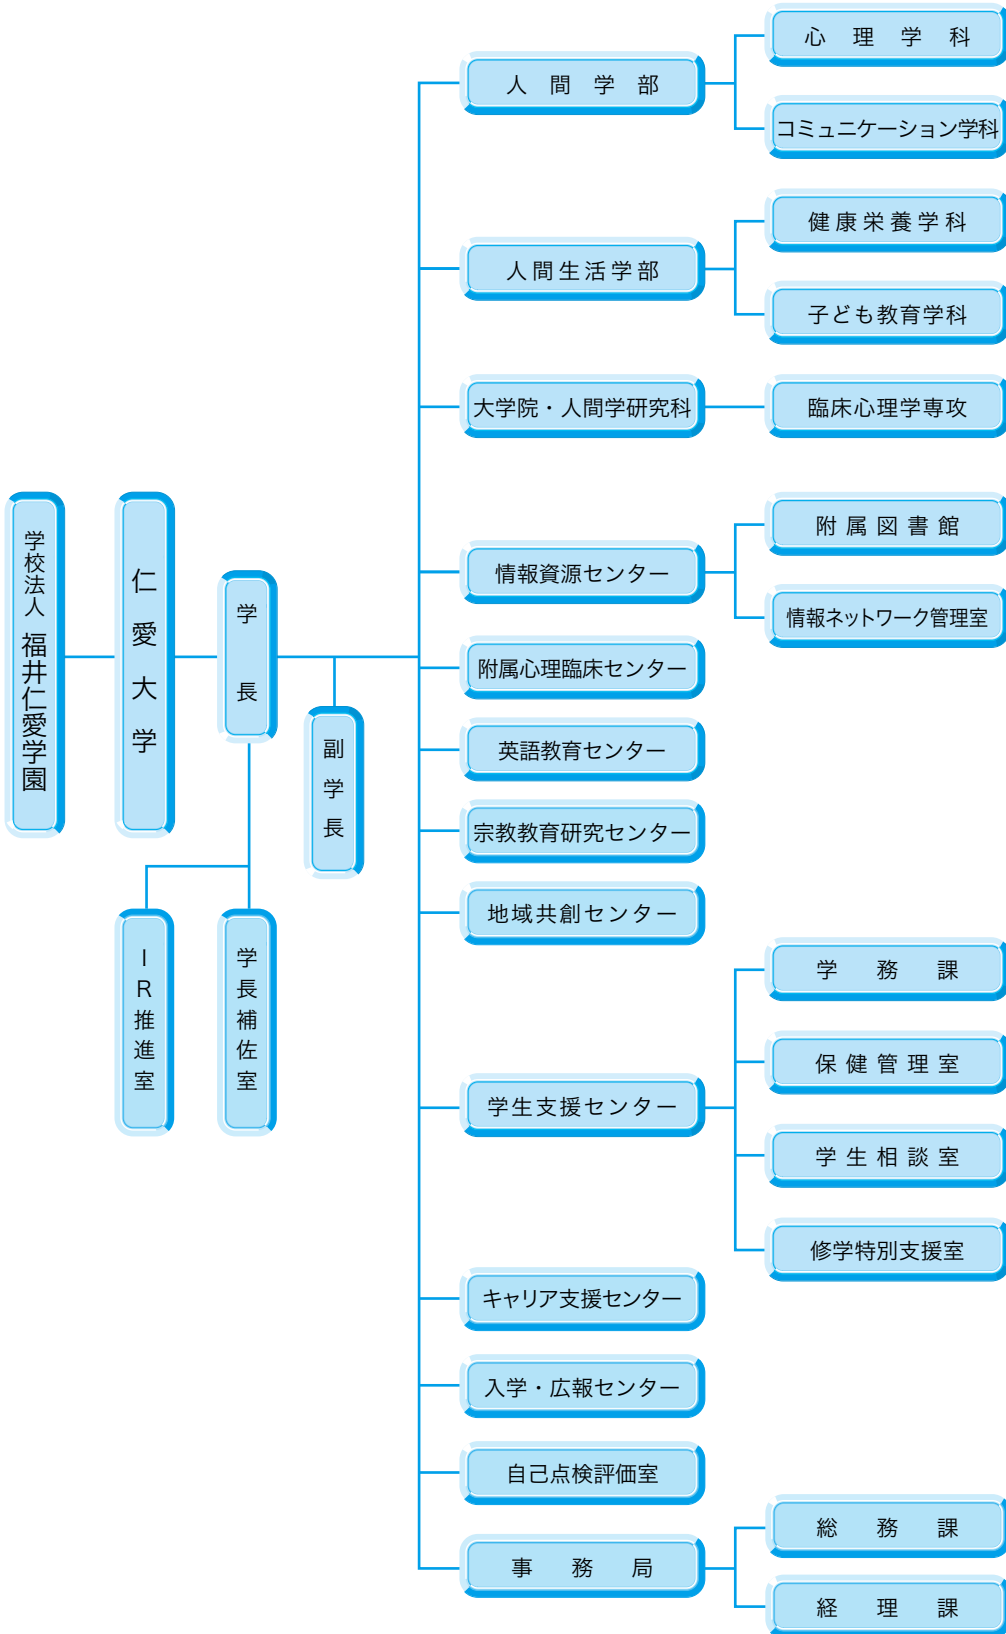 学校法人 福井仁愛学園
仁愛大学
学長
副学長
IR推進室
学長補佐室
人間学部
心理学科
コミュニケーション学科
人間生活学部
健康栄養学科
子ども教育学科
大学院・人間学研究科
臨床心理学専攻
情報資源センター
附属図書館
情報ネットワーク管理室
附属心理臨床センター
英語教育センター
宗教教育研究センター
地域共創センター
学生支援センター
学務課
保健管理室
学生相談室
修学特別支援室
キャリア支援センター
入学・広報センター
自己点検評価室
事務局
総務課
経理課